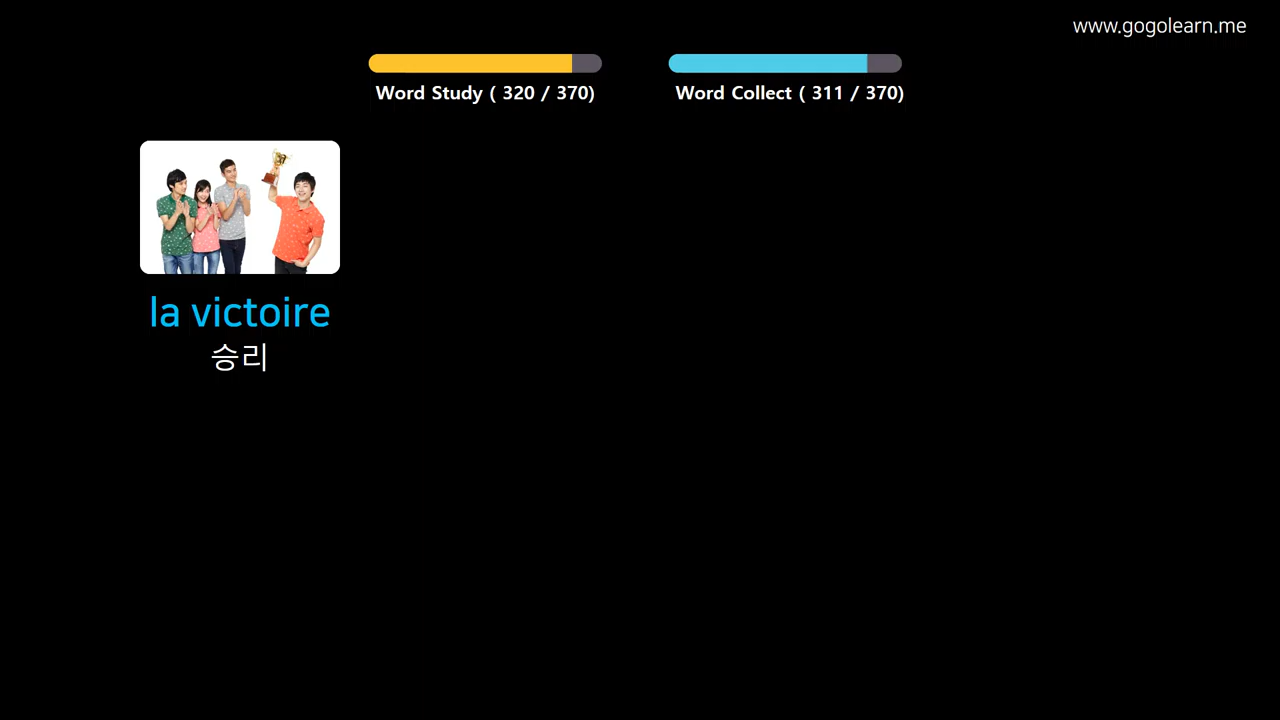 www.gogolearn.me
Word Study ( 320 / 370)
Word Collect ( 311 / 370)
la victoire
승리